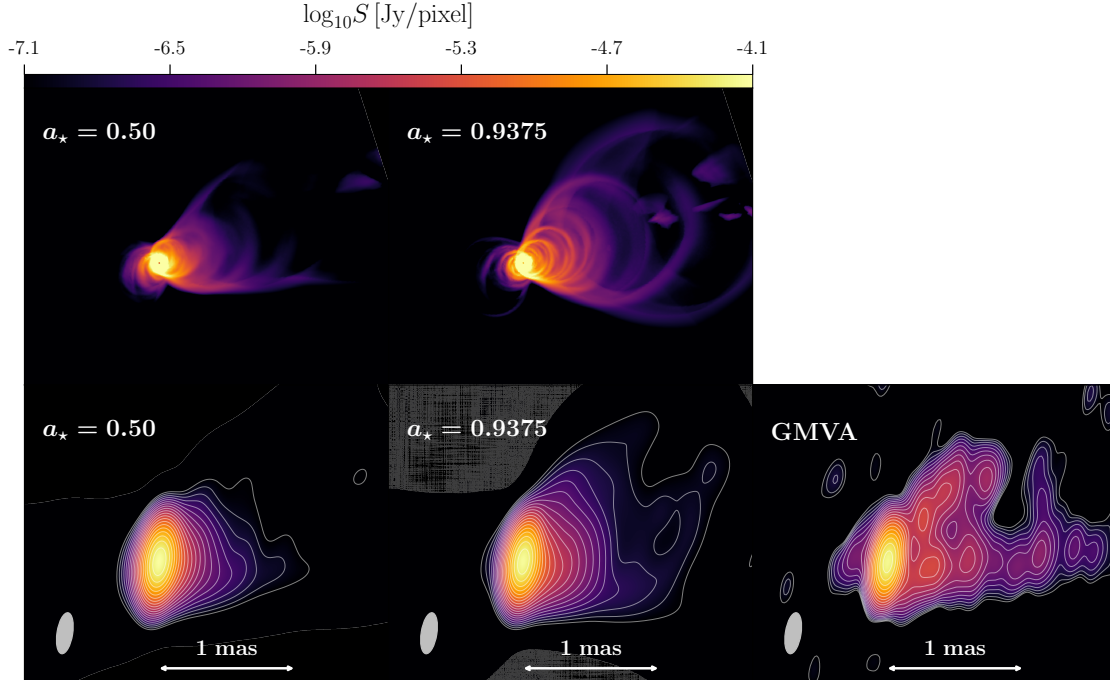 log₁₀S [Jy/pixel]
-7.1 -6.5 -5.9 -5.3 -4.7 -4.1
a⋆ = 0.50 a⋆ = 0.9375
a⋆ = 0.50 a⋆ = 0.9375 GMVA
1 mas 1 mas 1 mas